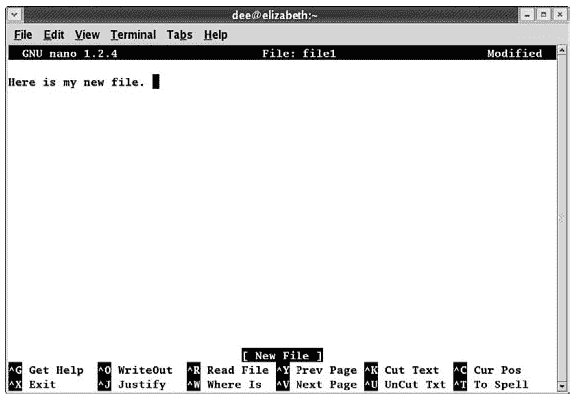 dee@elizabeth:~
File Edit View Terminal Tabs Help
GNU nano 1.2.4 File: file1 Modified
Here is my new file.
[ New File ]
^G Get Help ^O WriteOut ^R Read File ^Y Prev Page ^K Cut Text ^C Cur Pos
^X Exit ^J Justify ^W Where Is ^V Next Page ^U UnCut Txt ^T To Spell